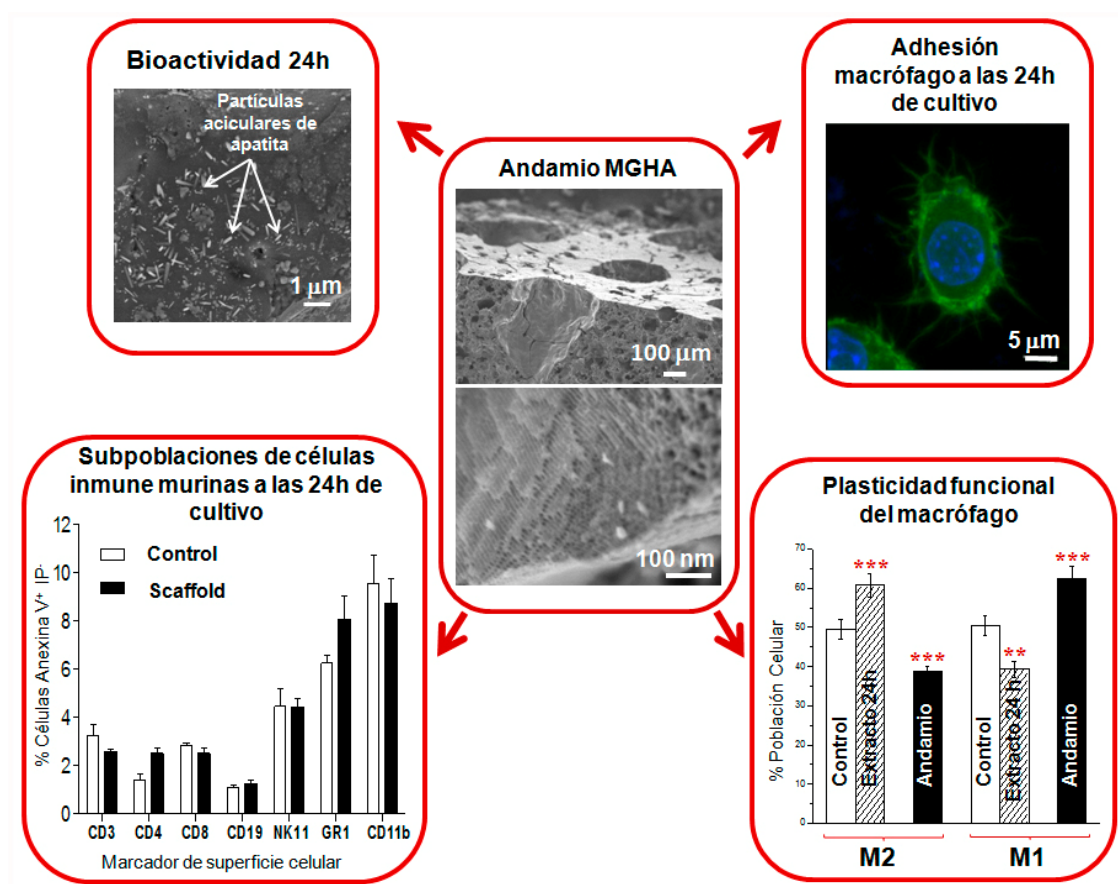 Bioactividad 24h
Partículas
aciculares de
apatita
1 μm
Andamio MGHA
100 μm
100 nm
Adhesión
macrófago a las 24h
de cultivo
5 μm
Subpoblaciones de células
inmune murinas a las 24h de
cultivo
% Células Anexina V⁺ IP⁻
12
10
8
6
4
2
0
Control
Scaffold
CD3 CD4 CD8 CD19 NK11 GR1 CD11b
Marcador de superficie celular
Plasticidad funcional
del macrófago
% Población Celular
70
60
50
40
30
20
10
0
***
***
**
***
Control
Extracto 24h
Andamio
Control
Extracto 24 h
Andamio
M2 M1